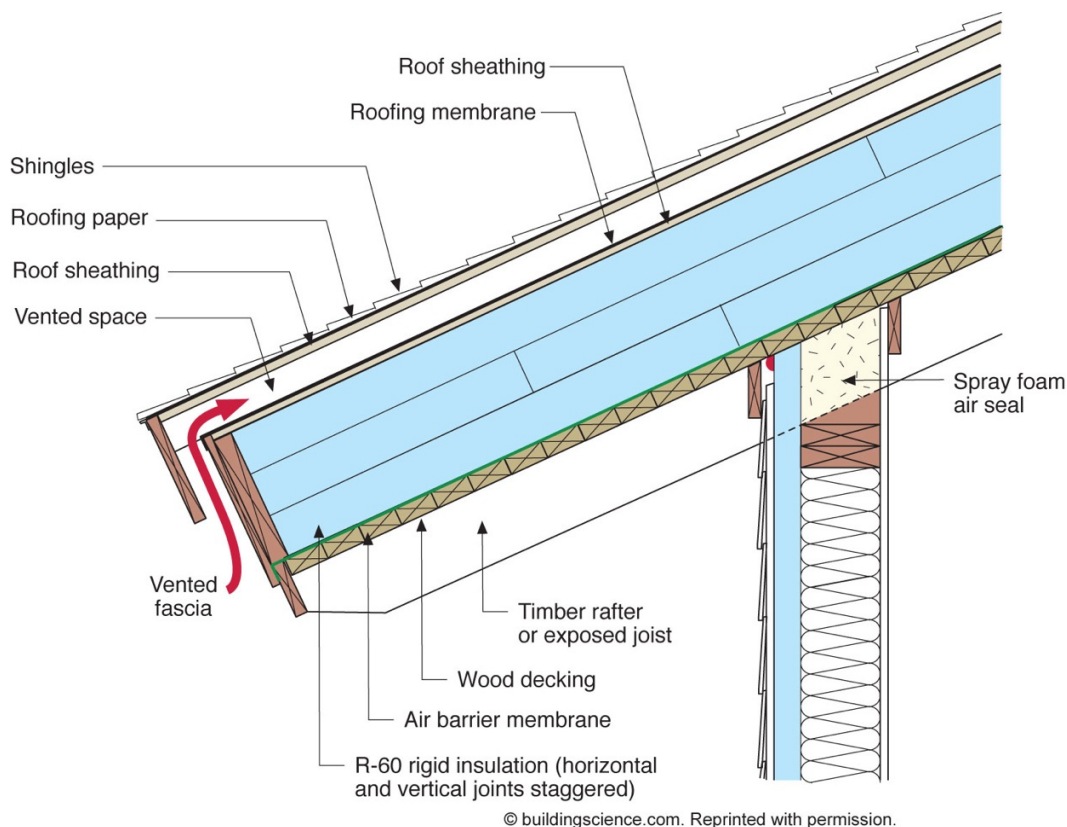 Roof sheathing
Roofing membrane
Shingles
Roofing paper
Roof sheathing
Vented space
Spray foam
air seal
Vented
fascia
Timber rafter
or exposed joist
Wood decking
Air barrier membrane
R-60 rigid insulation (horizontal
and vertical joints staggered)
© buildingscience.com. Reprinted with permission.